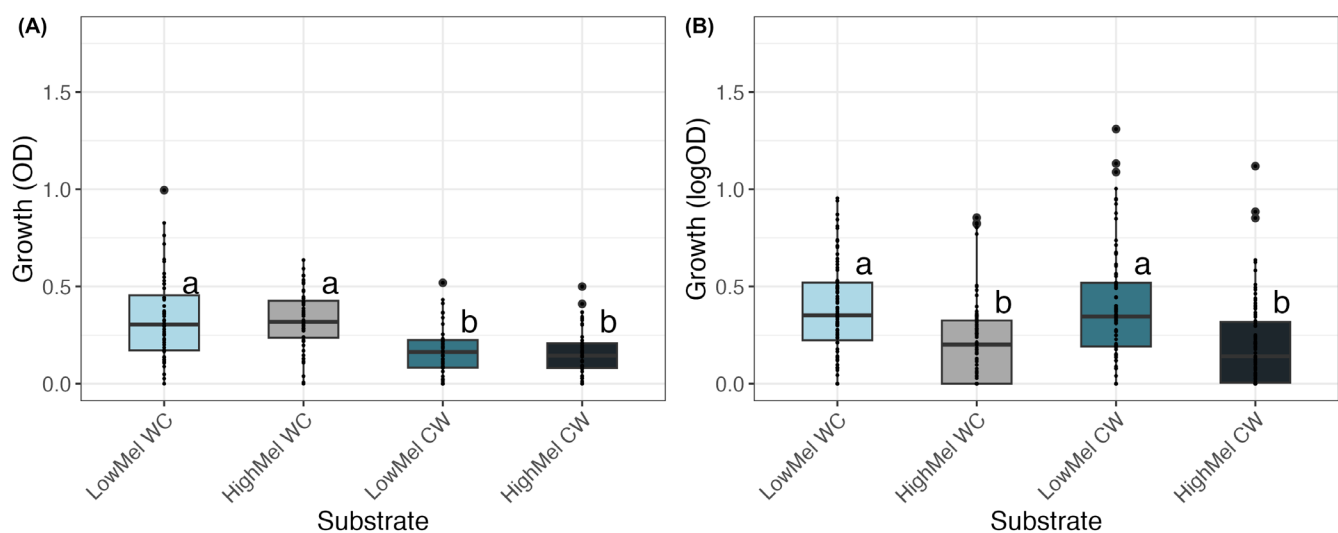 (A)
Growth (OD)
1.5
1.0
0.5
0.0
a
a
b
b
LowMel WC
HighMel WC
LowMel CW
HighMel CW
Substrate
(B)
Growth (logOD)
1.5
1.0
0.5
0.0
a
b
a
b
LowMel WC
HighMel WC
LowMel CW
HighMel CW
Substrate